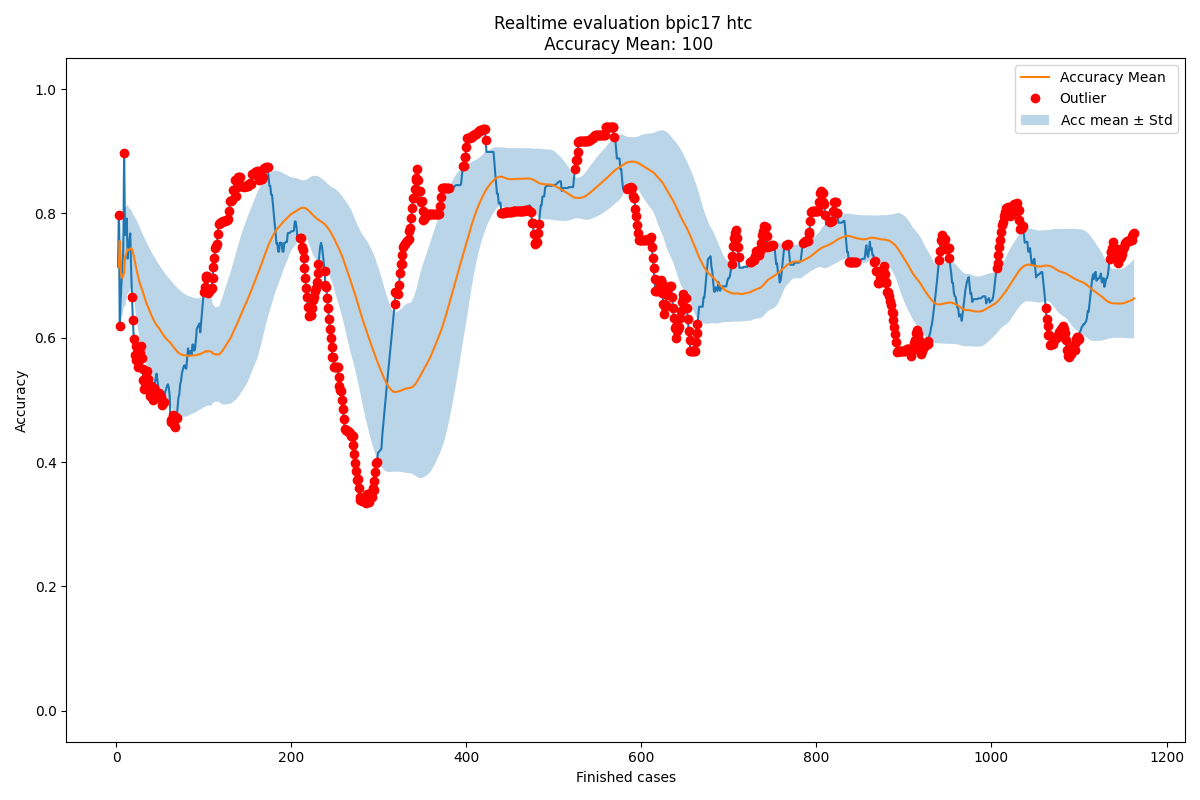 Realtime evaluation bpic17 htc
Accuracy Mean: 100
Accuracy Mean
Outlier
Acc mean ± Std
1.0
0.8
0.6
0.4
0.2
0.0
Accuracy
0
200
400
600
800
1000
1200
Finished cases